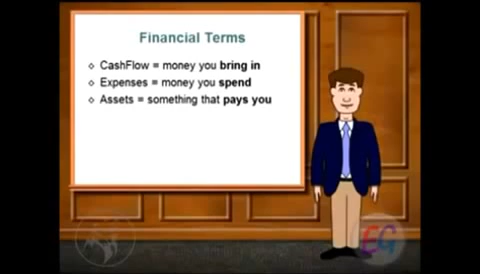 Financial Terms
CashFlow = money you bring in
Expenses = money you spend
Assets = something that pays you
EG